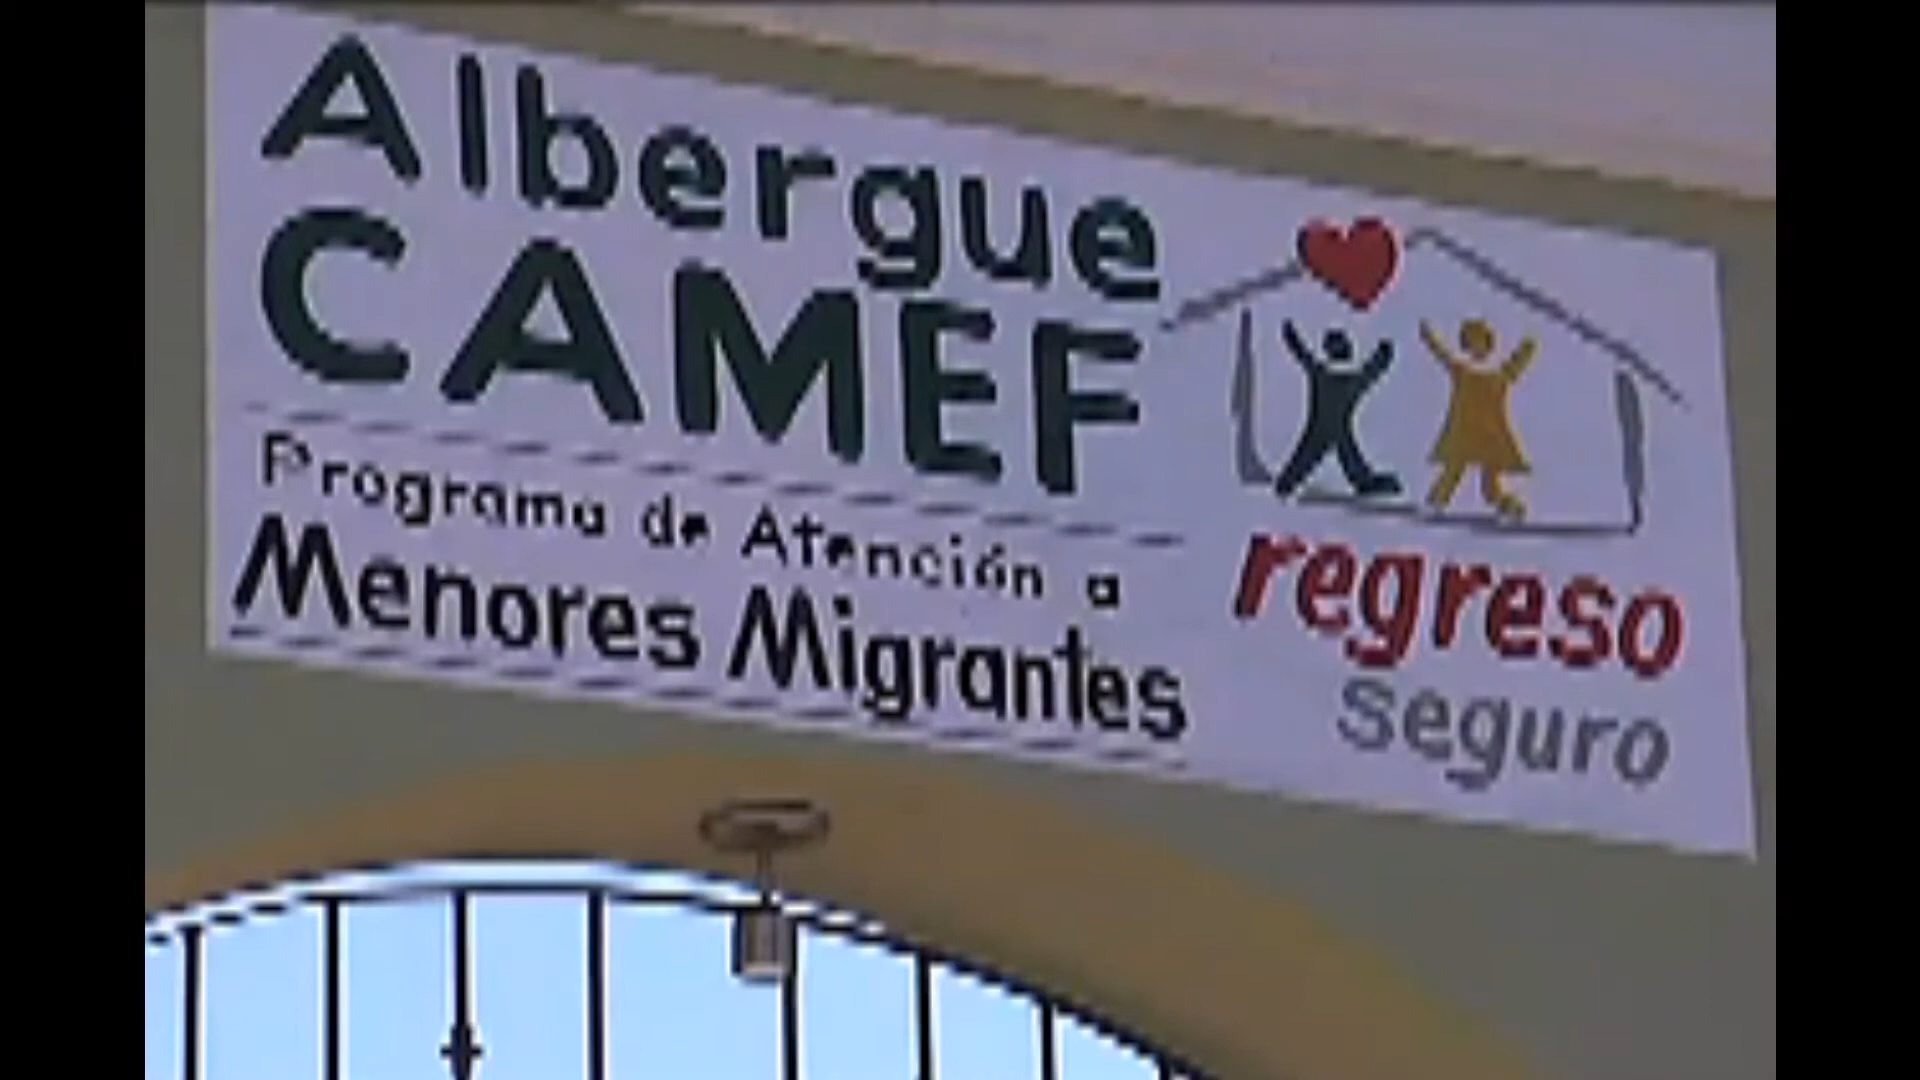 Albergue
CAMEF
Programa de Atención a
Menores Migrantes
regreso
seguro